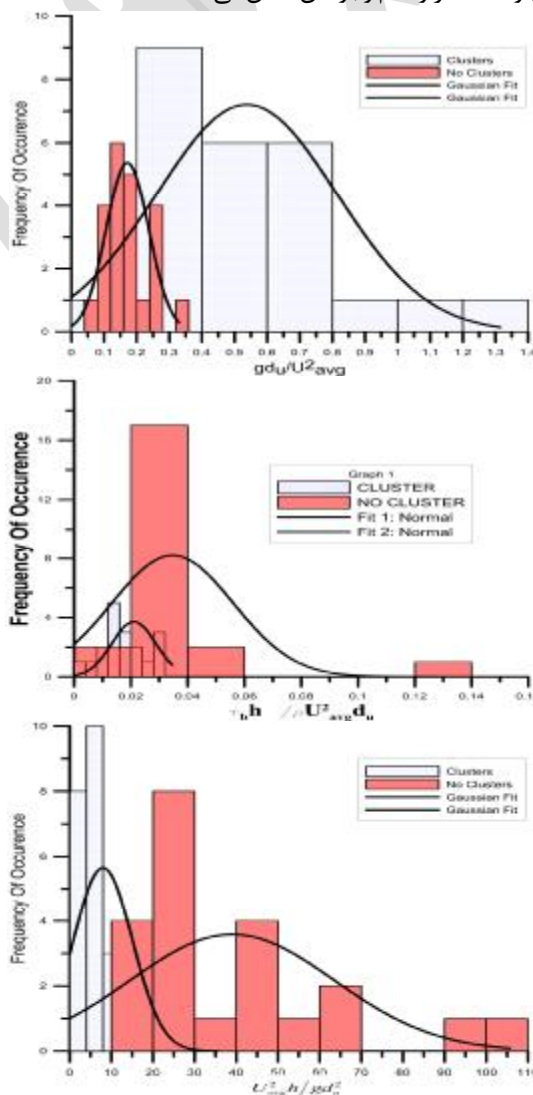 10
8
6
4
2
0
Frequency Of Occurence
Clusters
No Clusters
Gaussian Fit
Gaussian Fit
0 0.1 0.2 0.3 0.4 0.5 0.6 0.7 0.8 0.9 1 1.1 1.2 1.3 1.4
gdu/U²avg
20
16
12
8
4
0
Frequency Of Occurence
Graph 1
CLUSTER
NO CLUSTER
Fit 1: Normal
Fit 2: Normal
0 0.02 0.04 0.06 0.08 0.1 0.12 0.14
h /ρU²avg du
10
8
6
4
2
0
Frequency Of Occurence
Clusters
No Clusters
Gaussian Fit
Gaussian Fit
0 10 20 30 40 50 60 70 80 90 100 110
h/gd